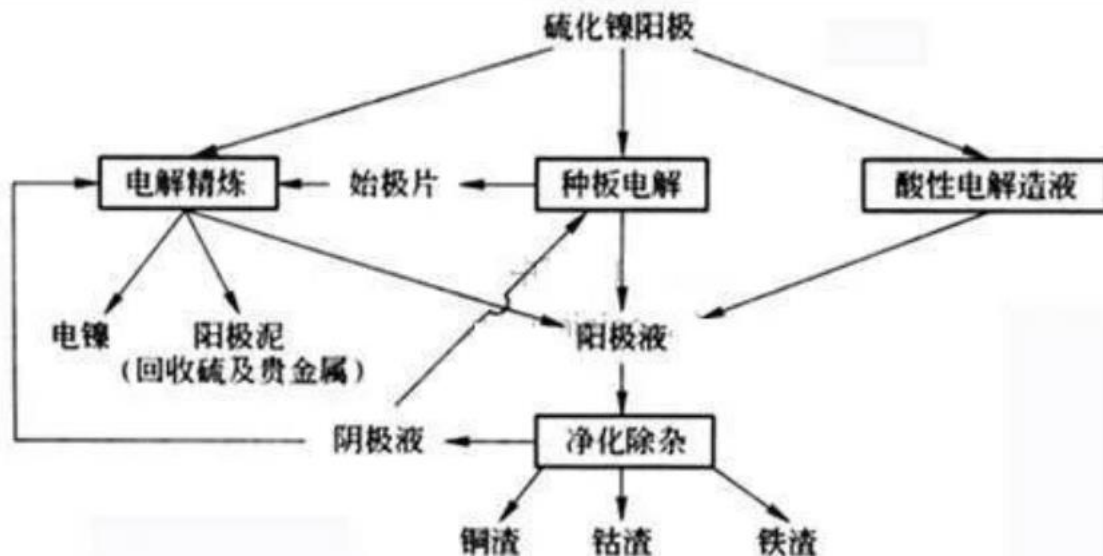 硫化镍阳极
电解精炼
始极片
种板电解
酸性电解造液
电镍
阳极泥
(回收硫及贵金属)
阳极液
阴极液
净化除杂
铜渣
钴渣
铁渣